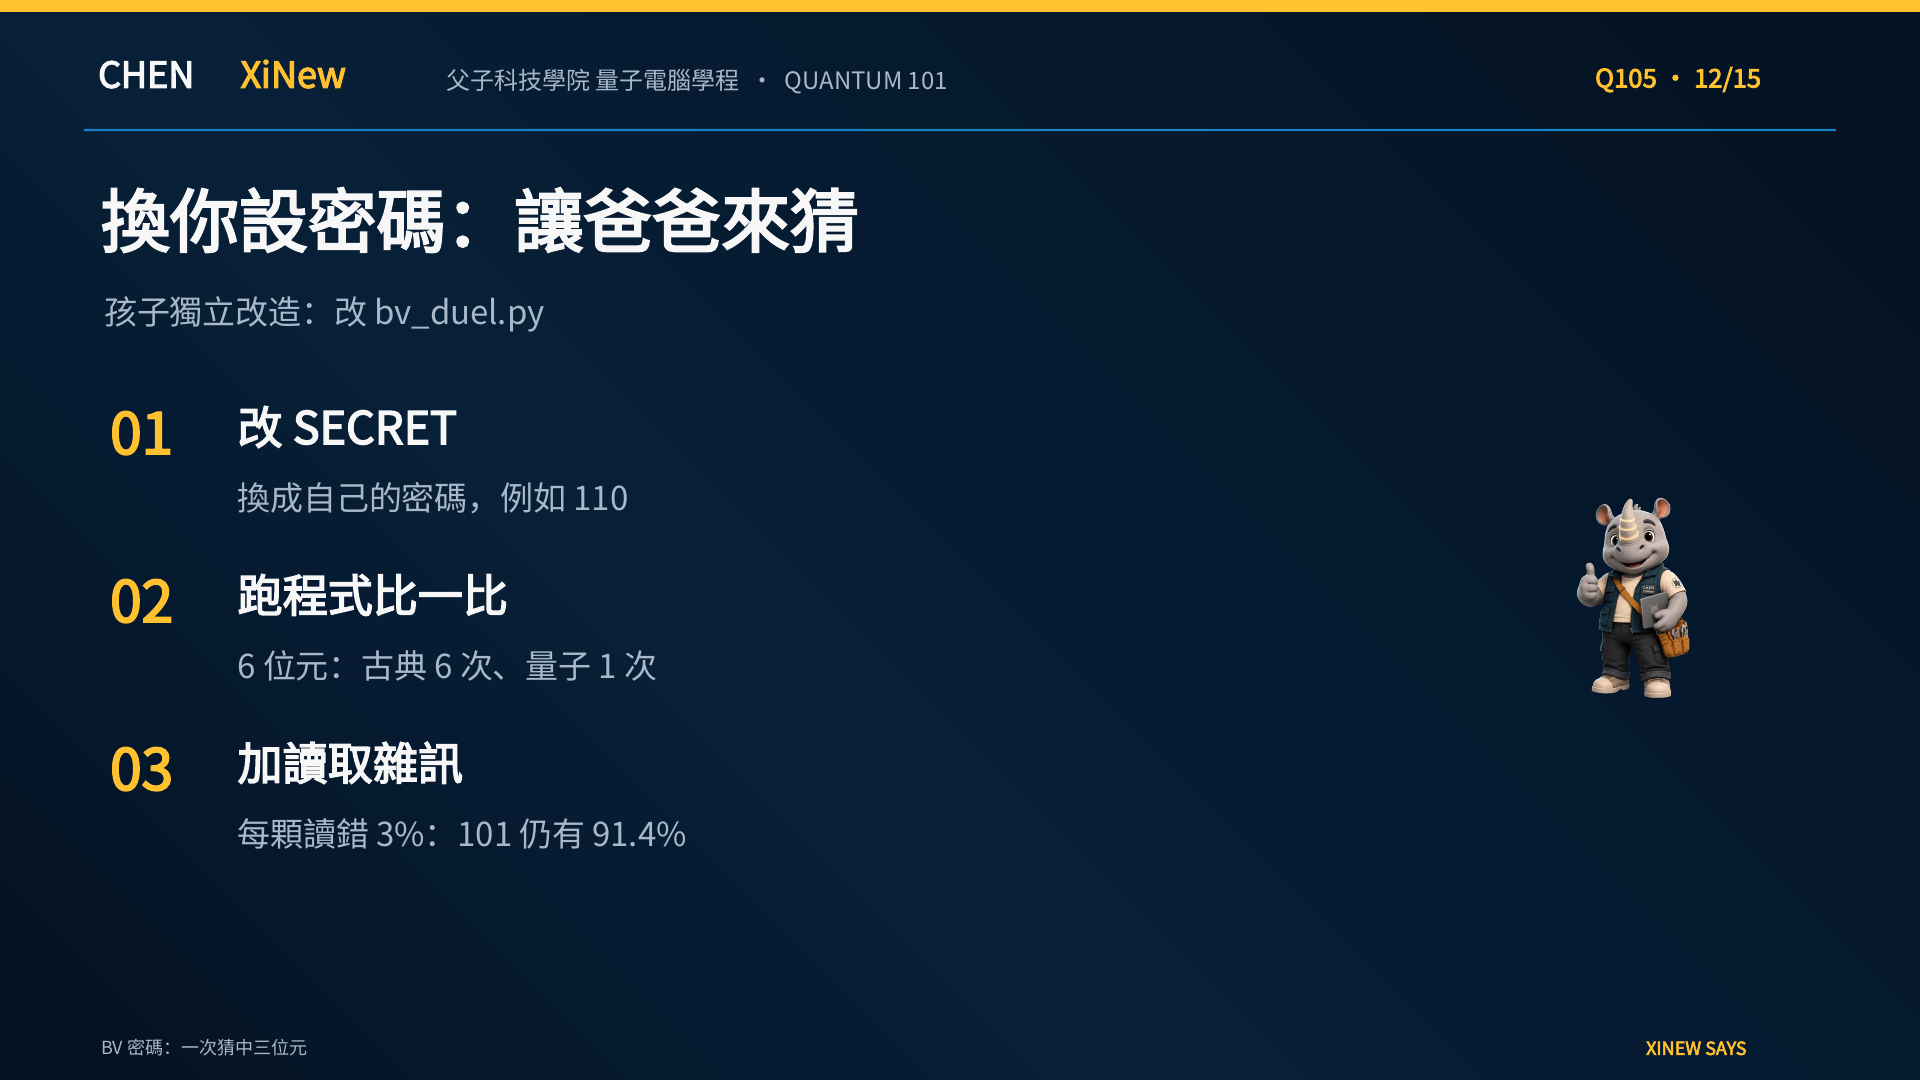 CHEN XiNew 父子科技學院 量子電腦學程 · QUANTUM 101 Q105 · 12/15
換你設密碼：讓爸爸來猜
孩子獨立改造：改 bv_duel.py
01 改 SECRET
換成自己的密碼，例如 110
02 跑程式比一比
6 位元：古典 6 次、量子 1 次
03 加讀取雜訊
每顆讀錯 3%：101 仍有 91.4%
BV 密碼：一次猜中三位元 XINEW SAYS